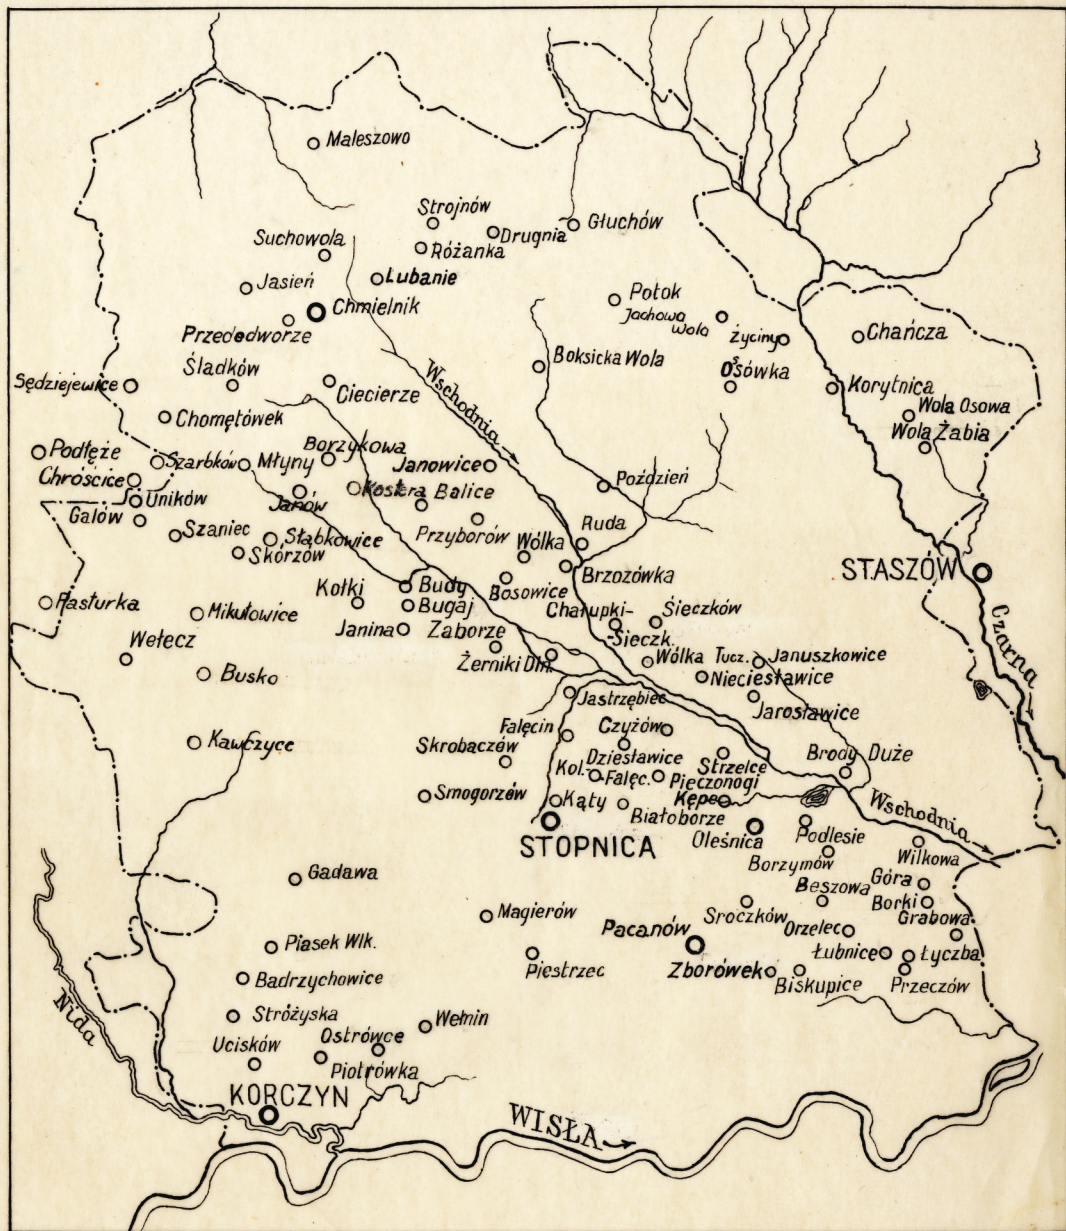 Maleszowo
Strojnów
Drugnia
Głuchów
Suchowola
Różanka
Jasień
Lubanie
Chmielnik
Potok
Jachowa
Wola
Życiny
Chańcza
Przededworze
Śladków
Boksicka Wola
Osówka
Sędziejewice
Ciecierze
Wschodnia
Korytnica
Wola Osowa
Chomętówek
Wola Żabia
Borzykowa
Podłęże
Szarbków
Młyny
Janowice
Chróścice
Janów
Kostera
Balice
Poździeń
Uników
Galów
Szaniec
Słabkowice
Przyborów
Ruda
Skórzów
Wólka
STASZÓW
Kołki
Budy
Bosowice
Brzozówka
Pasturka
Mikułowice
Bugaj
Chałupki-
-Sieczk.
Sieczków
Czarna
Janina
Zaborze
Wełecz
Żerniki Dln.
Wólka Tucz.
Januszkowice
Busko
Nieciesławice
Jastrzębiec
Jarosławice
Kawczyce
Falęcin
Czyżów
Skrobaczów
Dziesławice
Strzelce
Brody Duże
Kol.-
-Falęc.
Pieczonogi
Smogorzów
Kąty
Kępec
Wschodnia
Białoborze
STOPNICA
Oleśnica
Podlesie
Wilkowa
Borzymów
Gadawa
Beszowa
Góra
Borki
Magierów
Sroczków
Grabowa
Pacanów
Orzelec
Piasek Wlk.
Łubnice
Łyczba
Piestrzec
Zborówek
Biskupice
Przeczów
Badrzychowice
Nida
Stróżyska
Wełnin
Ucisków
Ostrówce
Piotrówka
KORCZYN
WISŁA